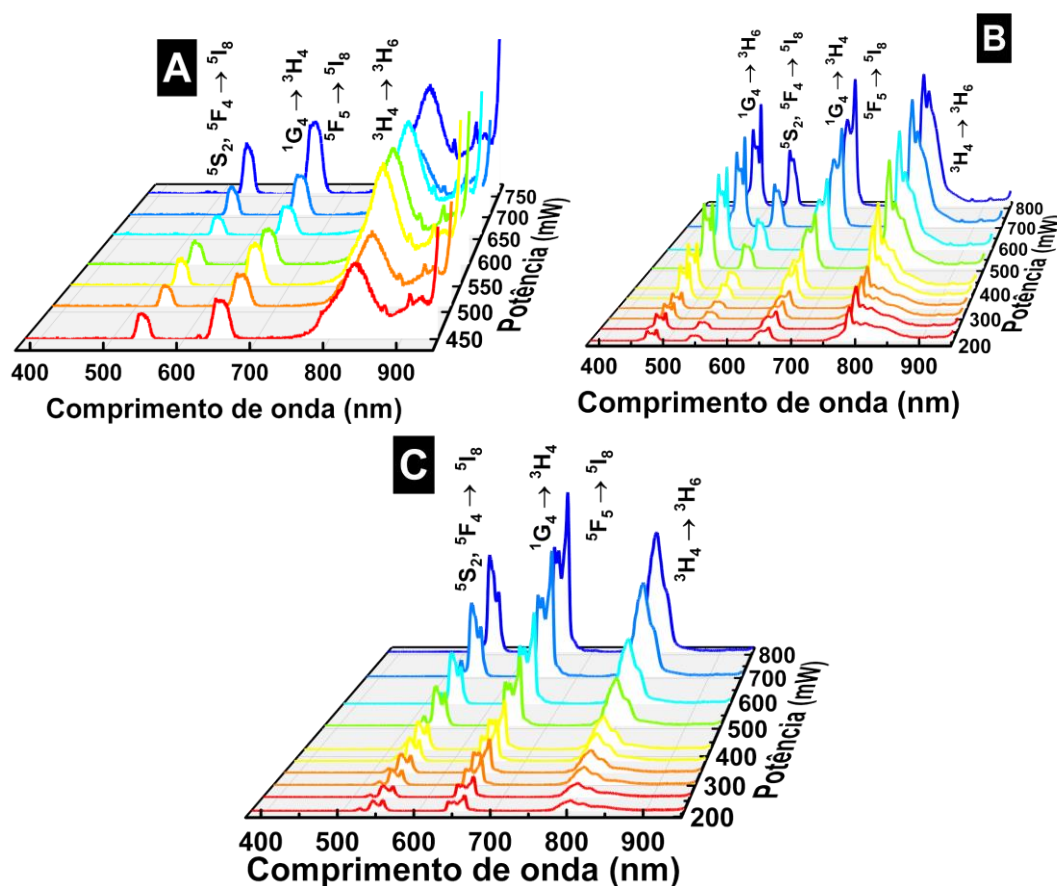 A
⁵S₂, ⁵F₄ → ⁵I₈
¹G₄ → ³H₄
⁵F₅ → ⁵I₈
³H₄ → ³H₆
750
700
650
600
550
500
450
Potência (mW)
400 500 600 700 800 900
Comprimento de onda (nm)
B
¹G₄ → ³H₆
⁵S₂, ⁵F₄ → ⁵I₈
¹G₄ → ³H₄
⁵F₅ → ⁵I₈
³H₄ → ³H₆
800
700
600
500
400
300
200
Potência (mW)
400 500 600 700 800 900
Comprimento de onda (nm)
C
⁵S₂, ⁵F₄ → ⁵I₈
¹G₄ → ³H₄
⁵F₅ → ⁵I₈
³H₄ → ³H₆
800
700
600
500
400
300
200
Potência (mW)
400 500 600 700 800 900
Comprimento de onda (nm)